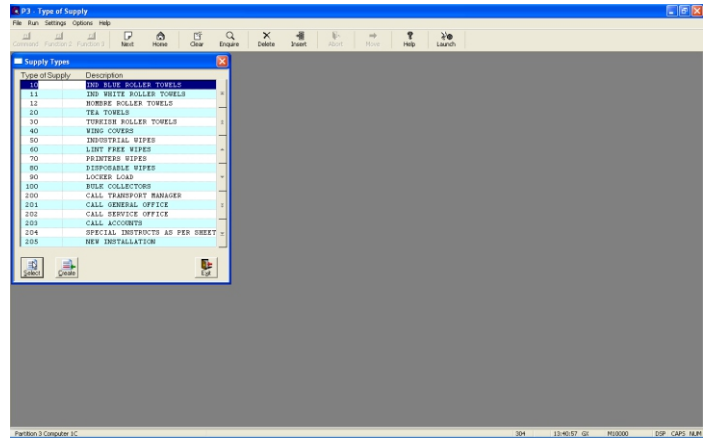 P3 - Type of Supply
File Run Settings Options Help
Command Function 2 Function 3 Next Home Clear Enquire Delete Insert Abort Move Help Launch
Supply Types
Type of Supply Description
10 IND BLUE ROLLER TOWELS
11 IND WHITE ROLLER TOWELS
12 HOMBRE ROLLER TOWELS
20 TEA TOWELS
30 TURKISH ROLLER TOWELS
40 WING COVERS
50 INDUSTRIAL WIPES
60 LINT FREE WIPES
70 PRINTERS WIPES
80 DISPOSABLE WIPES
90 LOCKER LOAD
100 BULK COLLECTORS
200 CALL TRANSPORT MANAGER
201 CALL GENERAL OFFICE
202 CALL SERVICE OFFICE
203 CALL ACCOUNTS
204 SPECIAL INSTRUCTS AS PER SHEET
205 NEW INSTALLATION
Select Create Exit
Partition 3 Computer 1C 304 13:40:57 GX M10000 DSP CAPS NUM